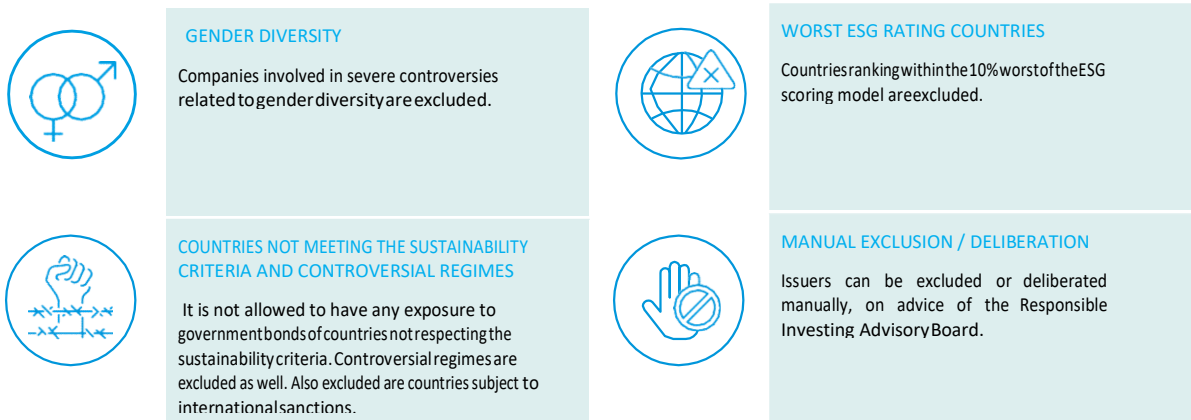 GENDER DIVERSITY
Companies involved in severe controversies
related to gender diversity are excluded.
WORST ESG RATING COUNTRIES
Countries ranking within the 10% worst of the ESG
scoring model are excluded.
COUNTRIES NOT MEETING THE SUSTAINABILITY
CRITERIA AND CONTROVERSIAL REGIMES
It is not allowed to have any exposure to
government bonds of countries not respecting the
sustainability criteria. Controversial regimes are
excluded as well. Also excluded are countries subject to
international sanctions.
MANUAL EXCLUSION / DELIBERATION
Issuers can be excluded or deliberated
manually, on advice of the Responsible
Investing Advisory Board.